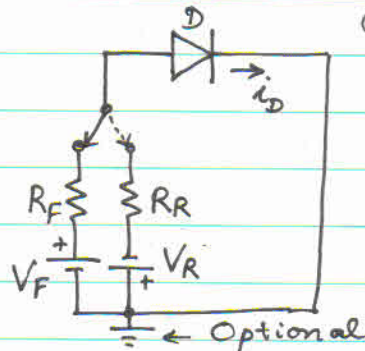 D
i_D
R_F
R_R
+
V_F
V_R
+
← Optional